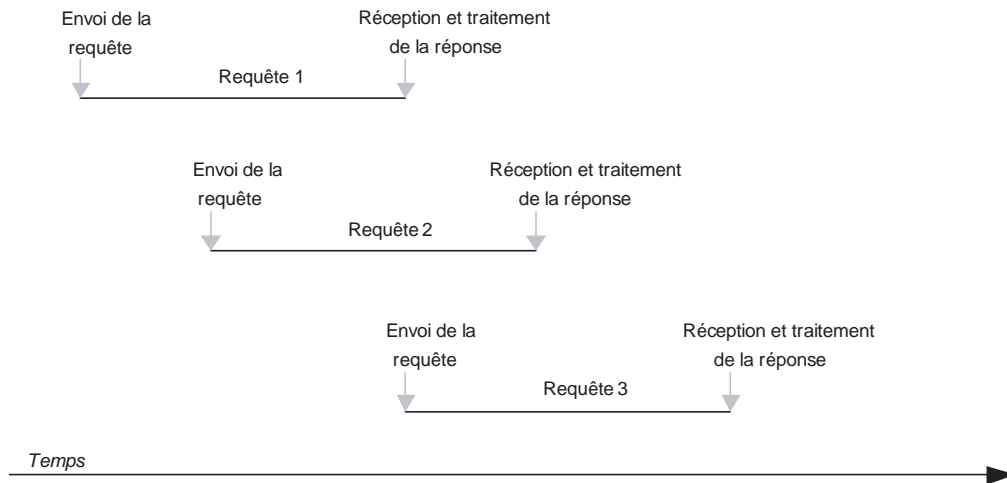 Envoi de la
requête
Réception et traitement
de la réponse
Requête 1
Envoi de la
requête
Réception et traitement
de la réponse
Requête 2
Envoi de la
requête
Réception et traitement
de la réponse
Requête 3
Temps